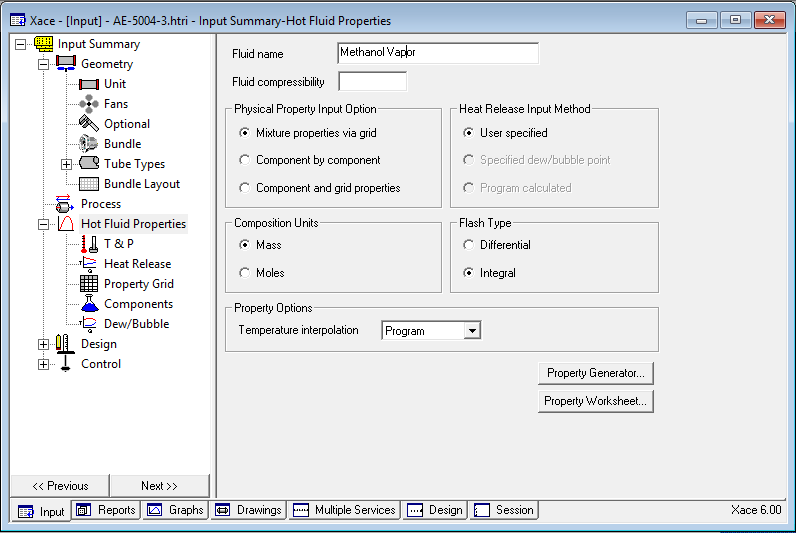 Xace - [Input] - AE-5004-3.htri - Input Summary-Hot Fluid Properties
Input Summary
Geometry
Unit
Fans
Optional
Bundle
Tube Types
Bundle Layout
Process
Hot Fluid Properties
T & P
Heat Release
Property Grid
Components
Dew/Bubble
Design
Control
<< Previous
Next >>
Fluid name
Methanol Vapor
Fluid compressibility
Physical Property Input Option
Mixture properties via grid
Component by component
Component and grid properties
Heat Release Input Method
User specified
Specified dew/bubble point
Program calculated
Composition Units
Mass
Moles
Flash Type
Differential
Integral
Property Options
Temperature interpolation
Program
Property Generator...
Property Worksheet...
Input
Reports
Graphs
Drawings
Multiple Services
Design
Session
Xace 6.00